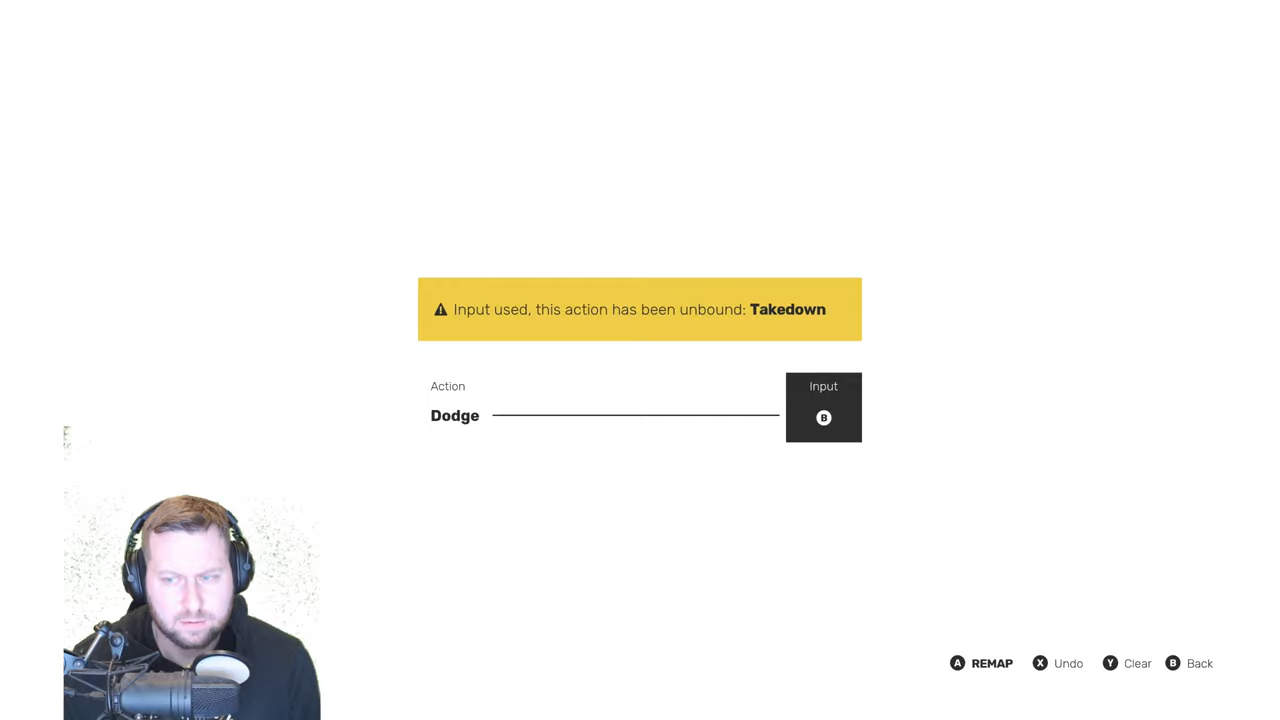 Input used, this action has been unbound: Takedown
Action
Input
Dodge
B
A REMAP X Undo Y Clear B Back